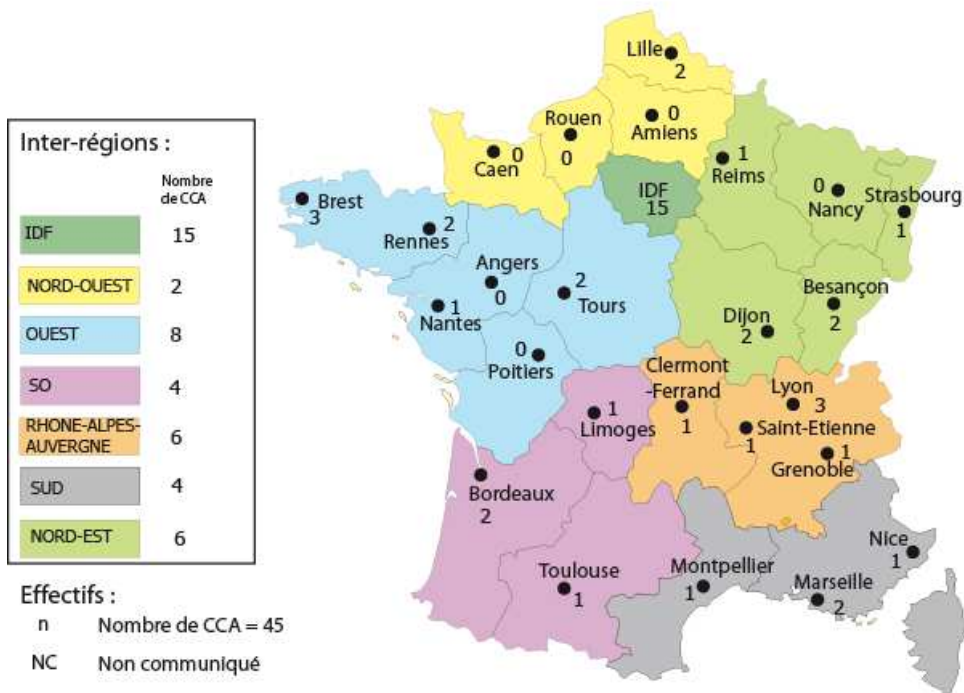 Inter-régions :
Nombre
de CCA
IDF 15
NORD-OUEST 2
OUEST 8
SO 4
RHONE-ALPES-
AUVERGNE 6
SUD 4
NORD-EST 6
Effectifs :
n Nombre de CCA = 45
NC Non communiqué
Lille
2
0
Amiens
Rouen
0
0
Caen
IDF
15
1
Reims
0
Nancy
Strasbourg
1
Brest
3
2
Rennes
Angers
0
1
Nantes
2
Tours
0
Poitiers
Besançon
2
Dijon
2
Clermont
-Ferrand
1
Lyon
3
Saint-Etienne
1
1
Grenoble
1
Limoges
Bordeaux
2
Toulouse
1
Montpellier
1
Nice
1
Marseille
2